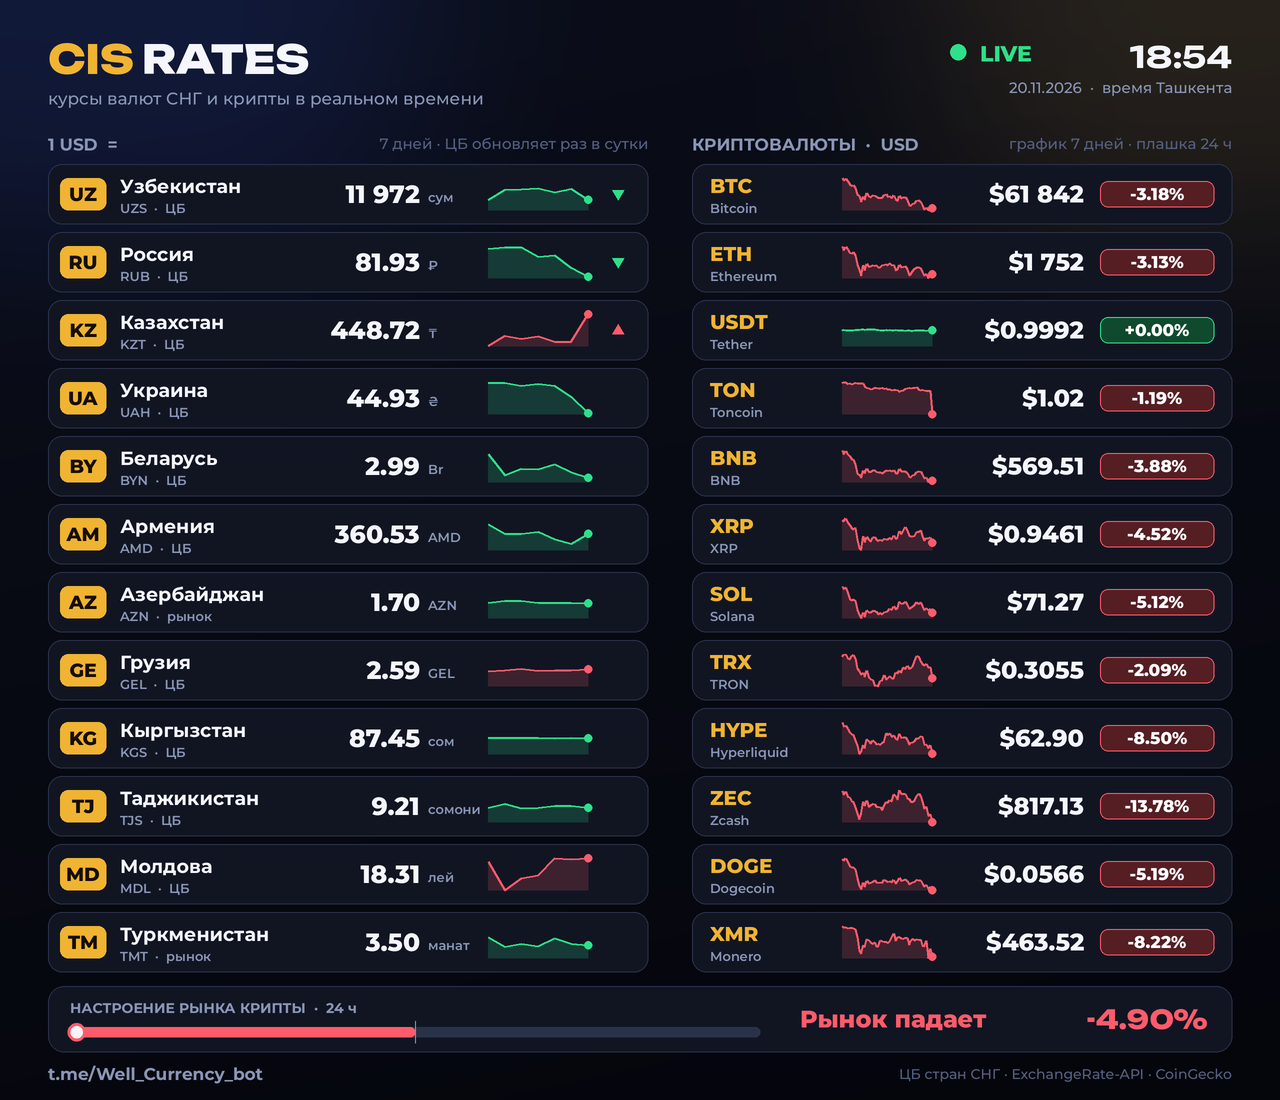 CIS RATES
курсы валют СНГ и крипты в реальном времени
LIVE 18:54
20.11.2026 · время Ташкента
1 USD = 7 дней · ЦБ обновляет раз в сутки
UZ Узбекистан 11 972 сум
UZS · ЦБ
RU Россия 81.93 ₽
RUB · ЦБ
KZ Казахстан 448.72 ₸
KZT · ЦБ
UA Украина 44.93 ₴
UAH · ЦБ
BY Беларусь 2.99 Br
BYN · ЦБ
AM Армения 360.53 AMD
AMD · ЦБ
AZ Азербайджан 1.70 AZN
AZN · рынок
GE Грузия 2.59 GEL
GEL · ЦБ
KG Кыргызстан 87.45 сом
KGS · ЦБ
TJ Таджикистан 9.21 сомони
TJS · ЦБ
MD Молдова 18.31 лей
MDL · ЦБ
TM Туркменистан 3.50 манат
TMT · рынок
КРИПТОВАЛЮТЫ · USD график 7 дней · плашка 24 ч
BTC $61 842 -3.18%
Bitcoin
ETH $1 752 -3.13%
Ethereum
USDT $0.9992 +0.00%
Tether
TON $1.02 -1.19%
Toncoin
BNB $569.51 -3.88%
BNB
XRP $0.9461 -4.52%
XRP
SOL $71.27 -5.12%
Solana
TRX $0.3055 -2.09%
TRON
HYPE $62.90 -8.50%
Hyperliquid
ZEC $817.13 -13.78%
Zcash
DOGE $0.0566 -5.19%
Dogecoin
XMR $463.52 -8.22%
Monero
НАСТРОЕНИЕ РЫНКА КРИПТЫ · 24 ч
Рынок падает -4.90%
t.me/Well_Currency_bot
ЦБ стран СНГ · ExchangeRate-API · CoinGecko